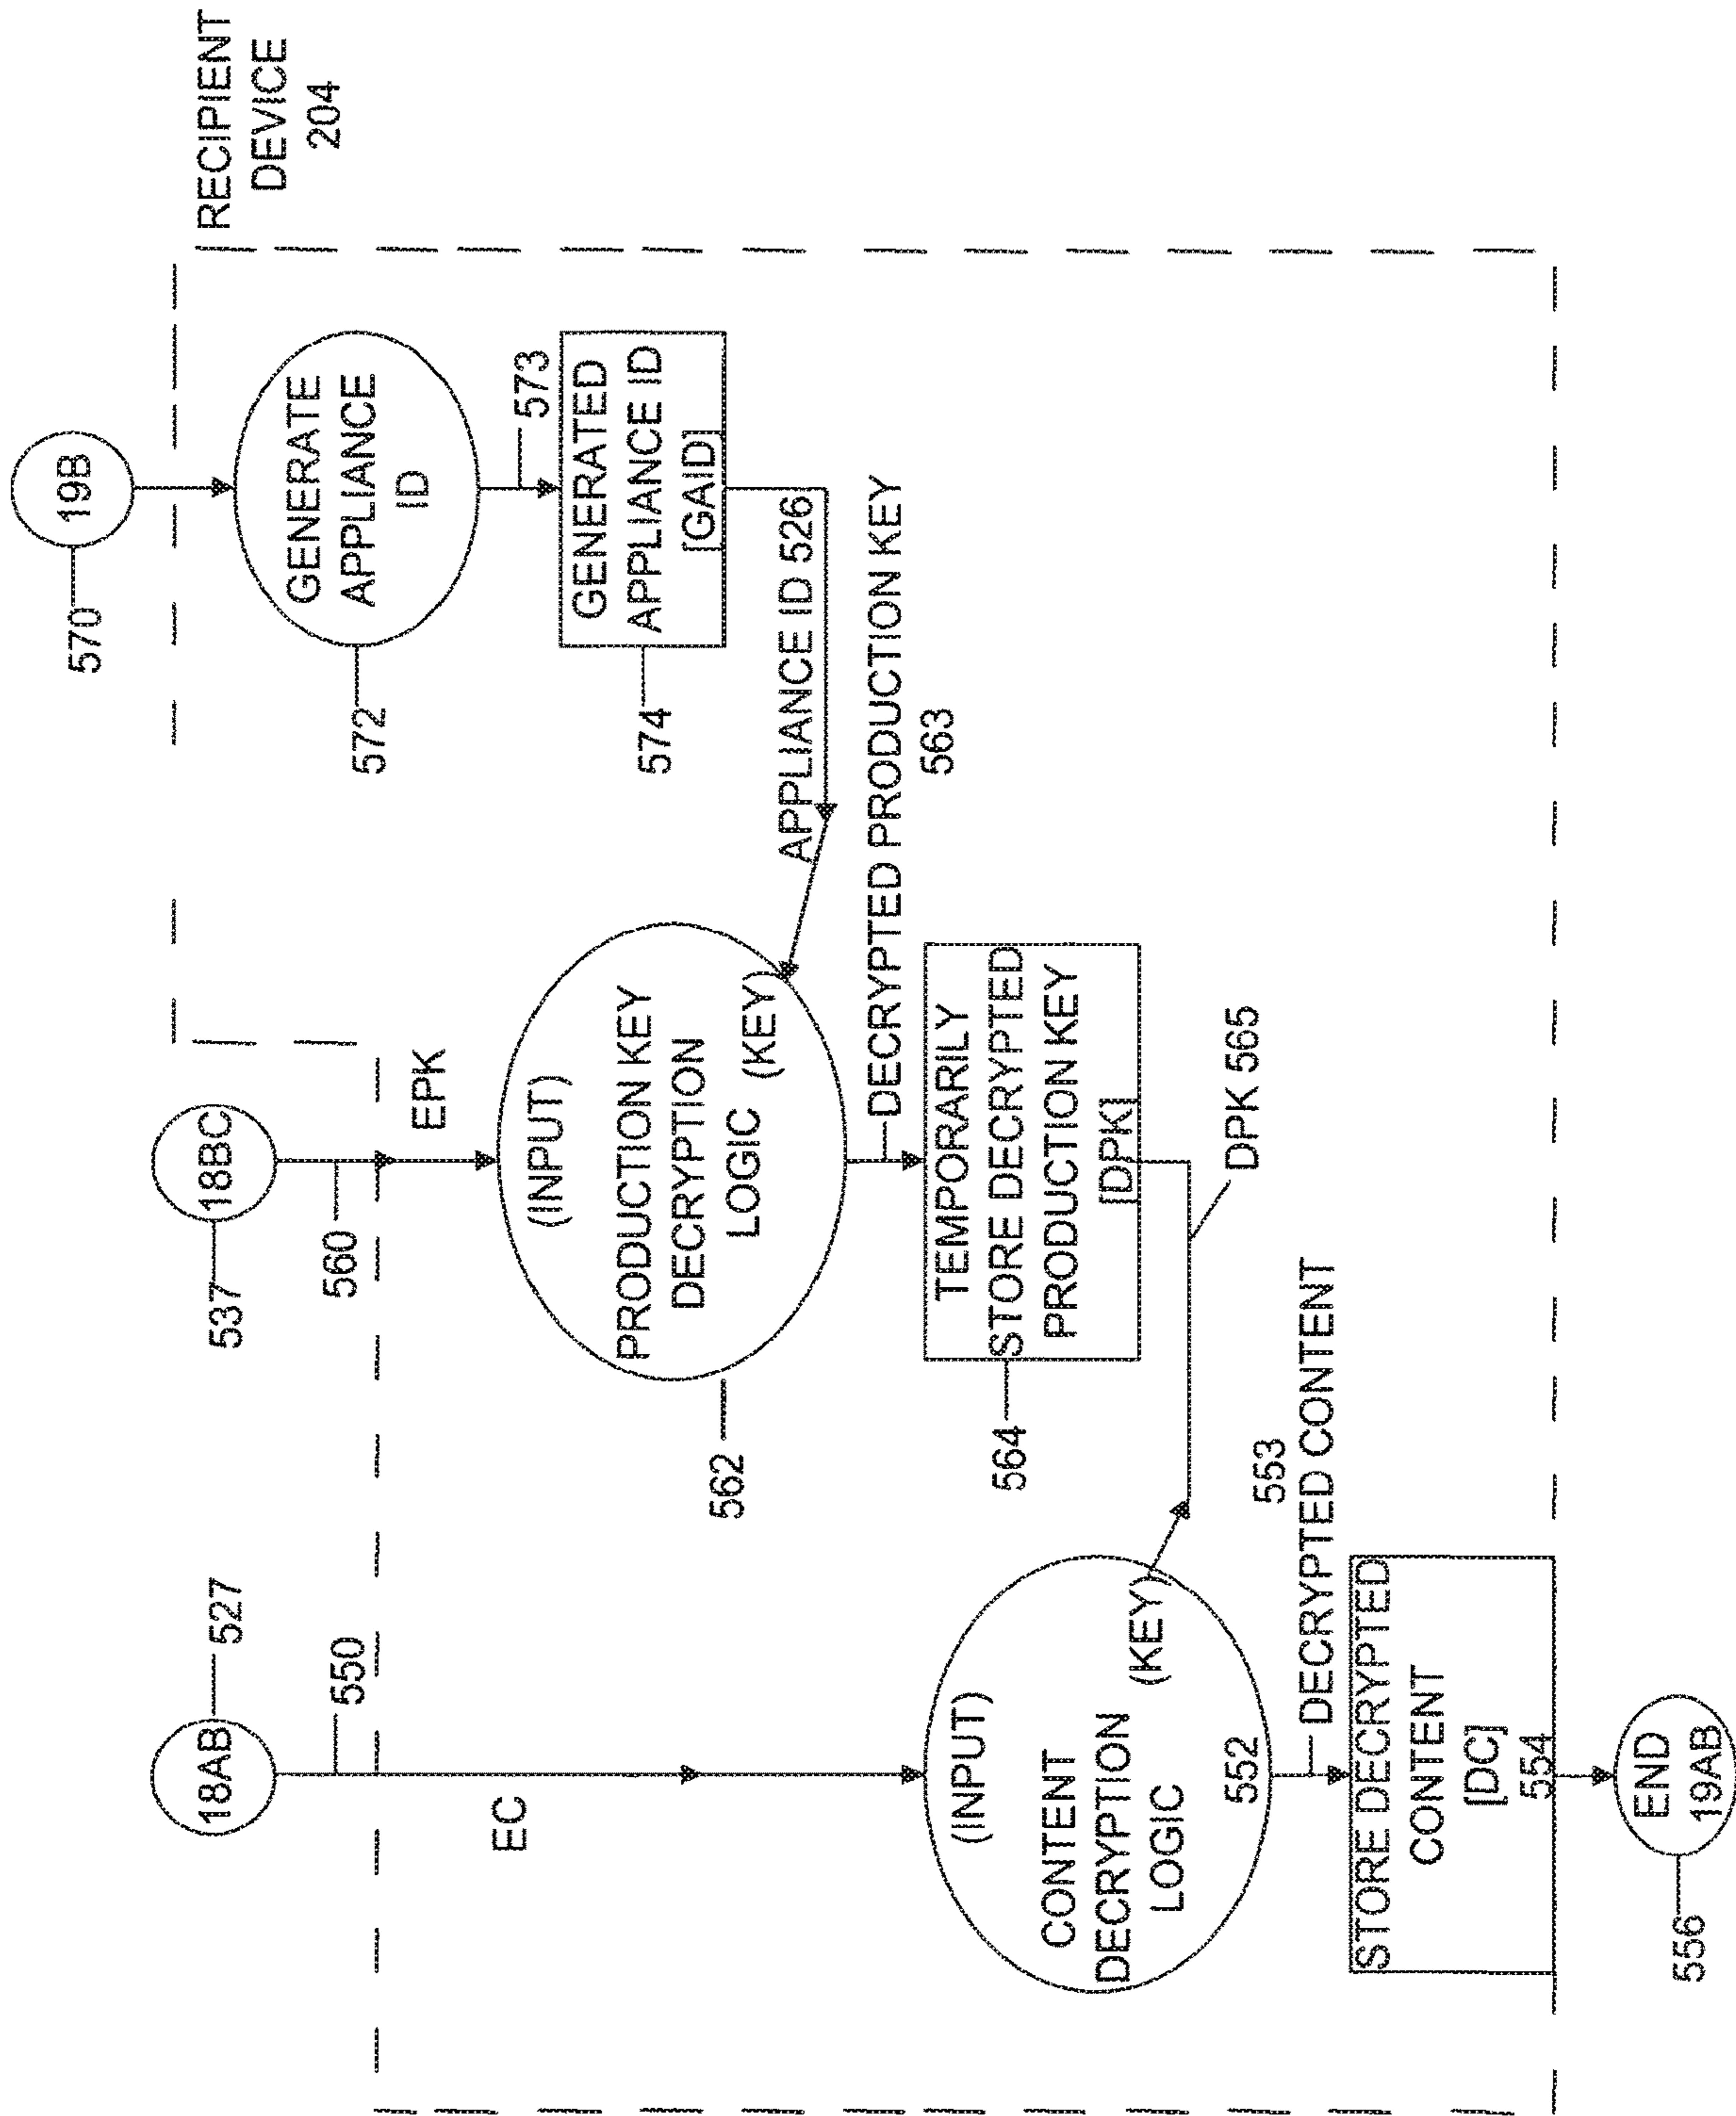 RECIPIENT
DEVICE
204
19B
570
GENERATE
APPLIANCE
ID
572
573
GENERATED
APPLIANCE ID
[GAID]
574
APPLIANCE ID 526
18BC
537
560
EPK
(INPUT)
PRODUCTION KEY
DECRYPTION
LOGIC
(KEY)
562
DECRYPTED PRODUCTION KEY
563
TEMPORARILY
STORE DECRYPTED
PRODUCTION KEY
[DPK]
564
DPK 565
18AB
527
550
EC
(INPUT)
CONTENT
DECRYPTION
LOGIC
(KEY)
552
553
DECRYPTED CONTENT
STORE DECRYPTED
CONTENT
[DC]
554
END
19AB
556